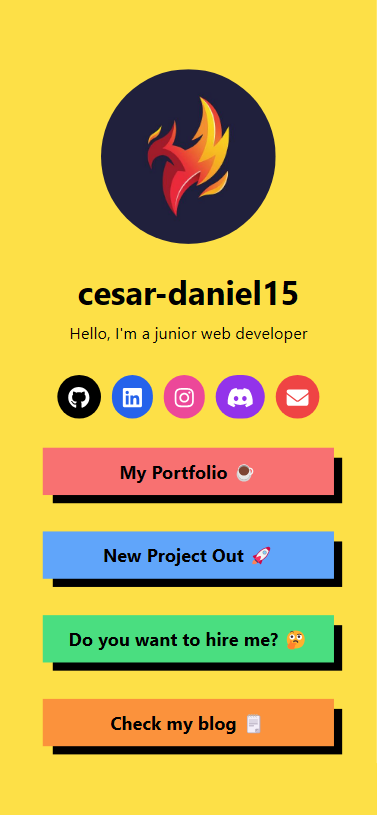 cesar-daniel15
Hello, I'm a junior web developer
in
My Portfolio ☕
New Project Out 🚀
Do you want to hire me? 🤔
Check my blog 🗒️